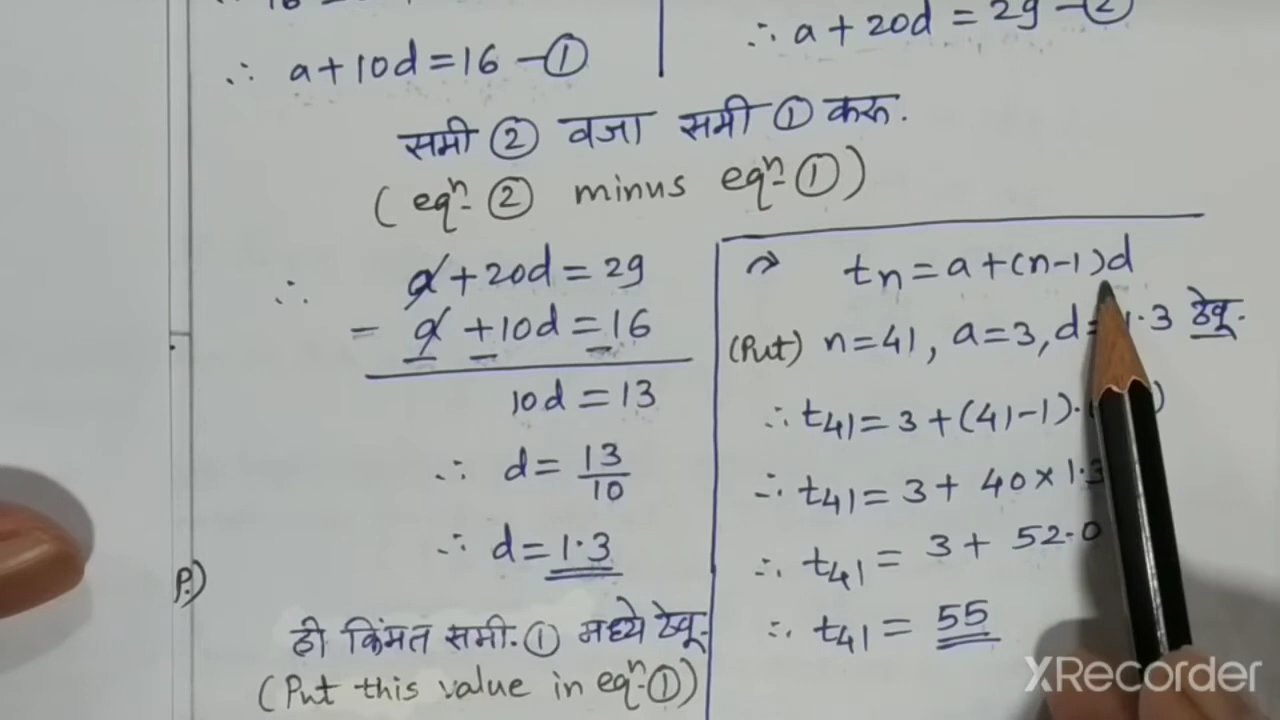 ∴ a+10d=16 —①
∴ a+20d=29 —②
समी ② वजा समी ① करू.
(eqⁿ- ② minus eqⁿ- ①)
∴ a+20d=29
- a+10d=16
10d=13
∴ d=13/10
∴ d=1.3
P.)
ही किंमत समी.① मध्ये ठेवू.
(Put this value in eqⁿ-①)
tn=a+(n-1)d
(Put) n=41, a=3, d= 1.3 ठेवू.
∴ t41=3+(41-1).
∴ t41=3+ 40×1.3
∴ t41= 3+ 52.0
∴ t41= 55
XRecorder